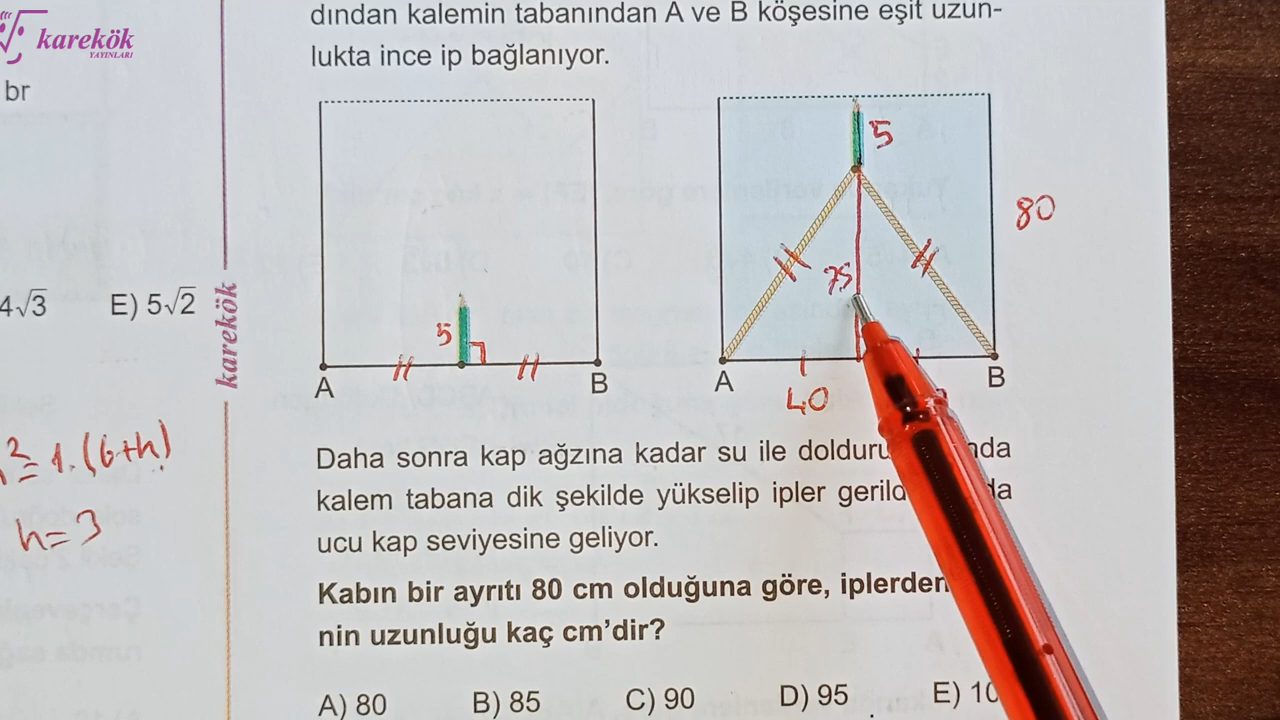 karekök
YAYINLARI
br
4√3 E) 5√2
karekök
²=1.(6+h)
h=3
dından kalemin tabanından A ve B köşesine eşit uzun-
lukta ince ip bağlanıyor.
5
A B
5
80
75
A B
40
Daha sonra kap ağzına kadar su ile
kalem tabana dik şekilde yükselip ipler
ucu kap seviyesine geliyor.
Kabın bir ayrıtı 80 cm olduğuna göre, iplerden
nin uzunluğu kaç cm'dir?
A) 80 B) 85 C) 90 D) 95 E)